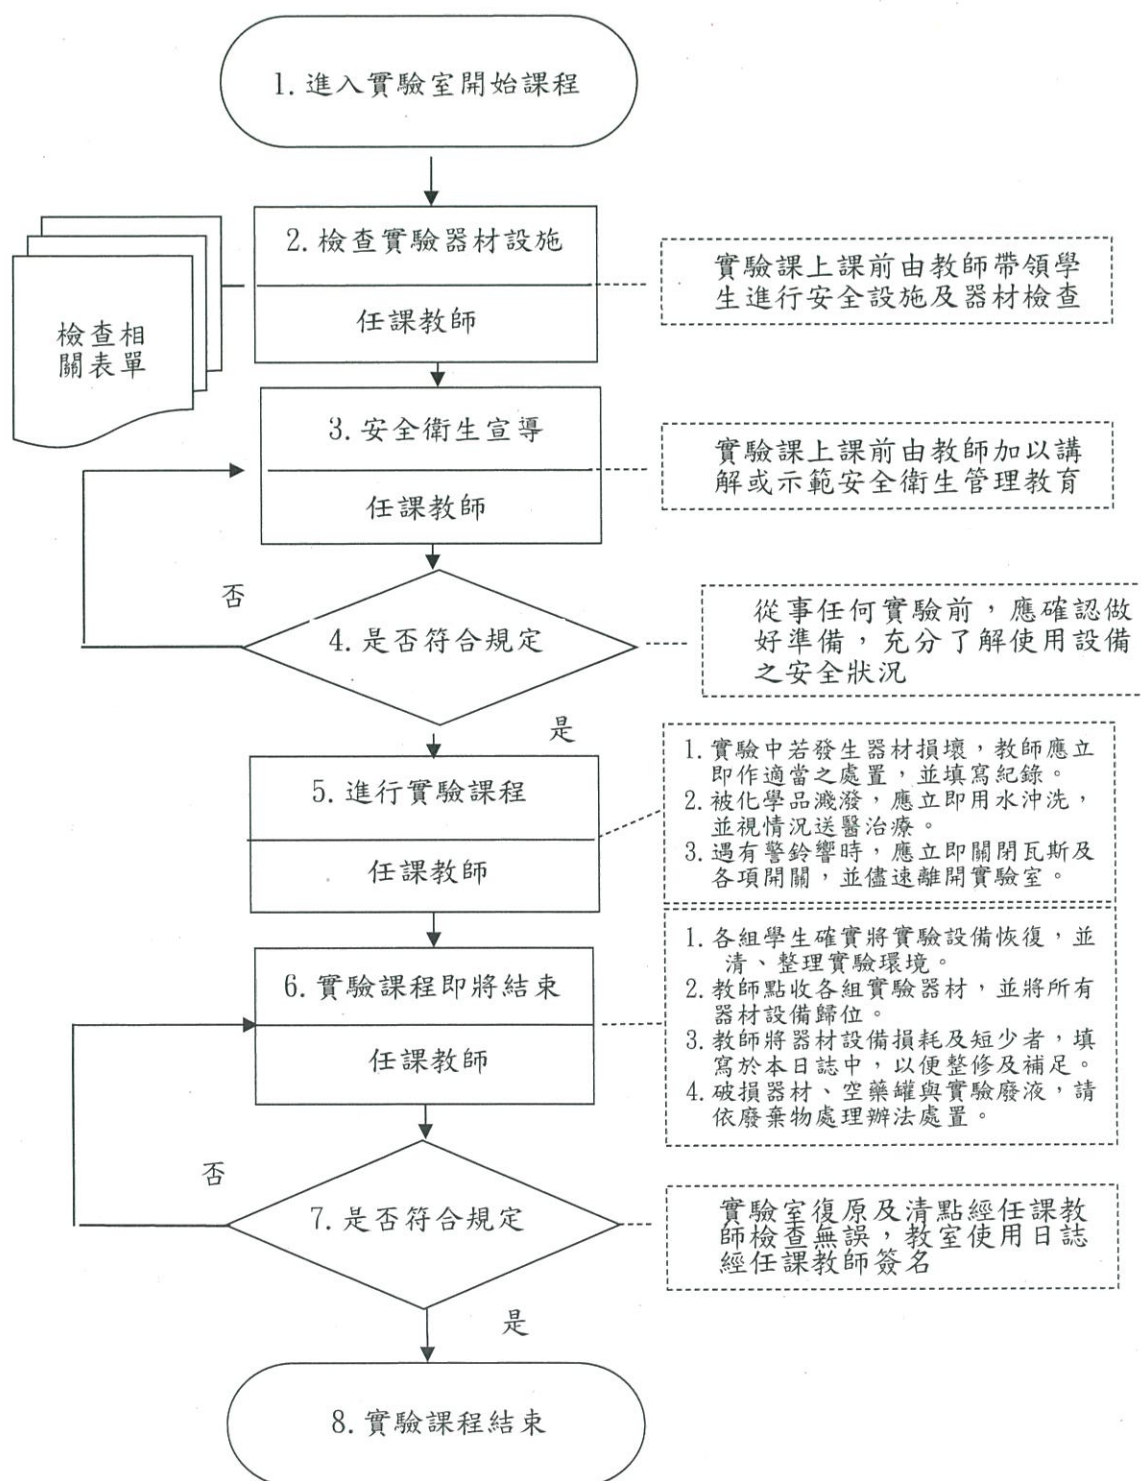 1.進入實驗室開始課程
2.檢查實驗器材設施
任課教師
實驗課上課前由教師帶領學
生進行安全設施及器材檢查
檢查相
關表單
3.安全衛生宣導
任課教師
實驗課上課前由教師加以講
解或示範安全衛生管理教育
否
4.是否符合規定
從事任何實驗前，應確認做
好準備，充分了解使用設備
之安全狀況
是
5.進行實驗課程
任課教師
1.實驗中若發生器材損壞，教師應立
即作適當之處置，並填寫紀錄。
2.被化學品濺潑，應立即用水沖洗，
並視情況送醫治療。
3.遇有警鈴響時，應立即關閉瓦斯及
各項開關，並儘速離開實驗室。
6.實驗課程即將結束
任課教師
1.各組學生確實將實驗設備恢復，並
清、整理實驗環境。
2.教師點收各組實驗器材，並將所有
器材設備歸位。
3.教師將器材設備損耗及短少者，填
寫於本日誌中，以便整修及補足。
4.破損器材、空藥罐與實驗廢液，請
依廢棄物處理辦法處置。
否
7.是否符合規定
實驗室復原及清點經任課教
師檢查無誤，教室使用日誌
經任課教師簽名
是
8.實驗課程結束